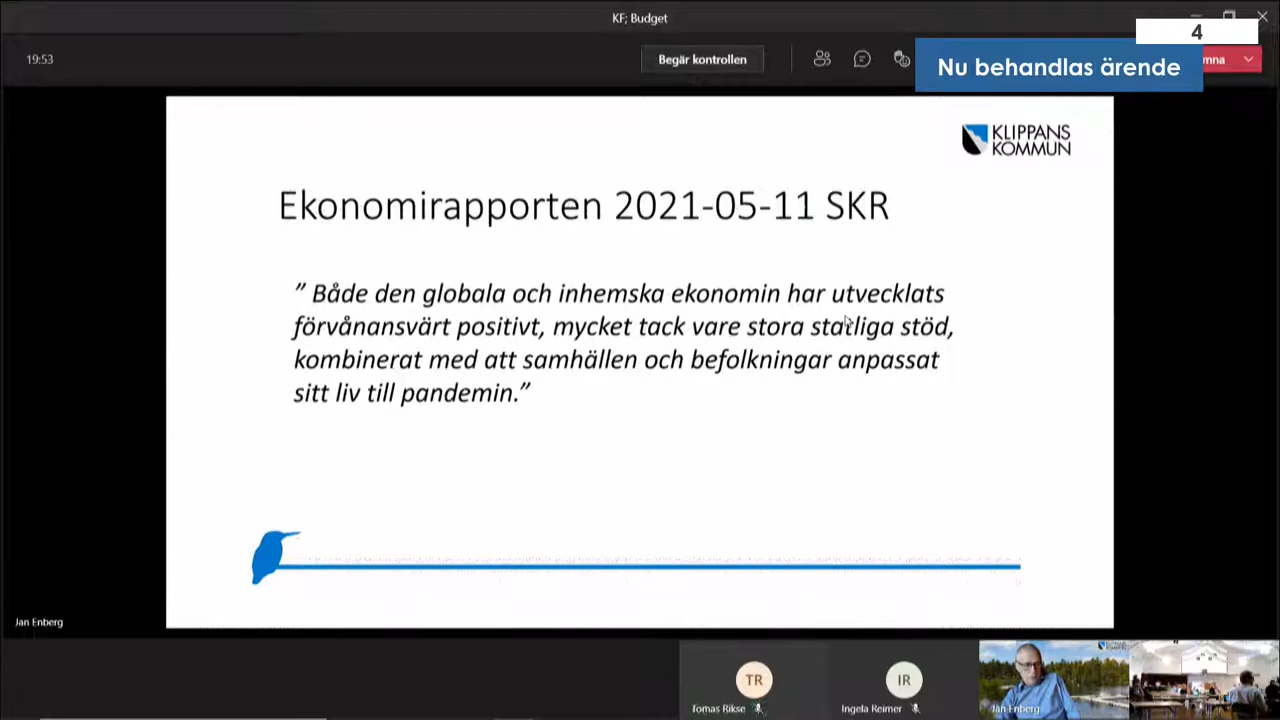 KF; Budget
4
19:53
Begär kontrollen
Nu behandlas ärende
mna
KLIPPANS
KOMMUN
Ekonomirapporten 2021-05-11 SKR
” Både den globala och inhemska ekonomin har utvecklats
förvånansvärt positivt, mycket tack vare stora statliga stöd,
kombinerat med att samhällen och befolkningar anpassat
sitt liv till pandemin.”
Jan Enberg
TR
IR
Tomas Rikse
Ingela Reimer
Jan Enberg